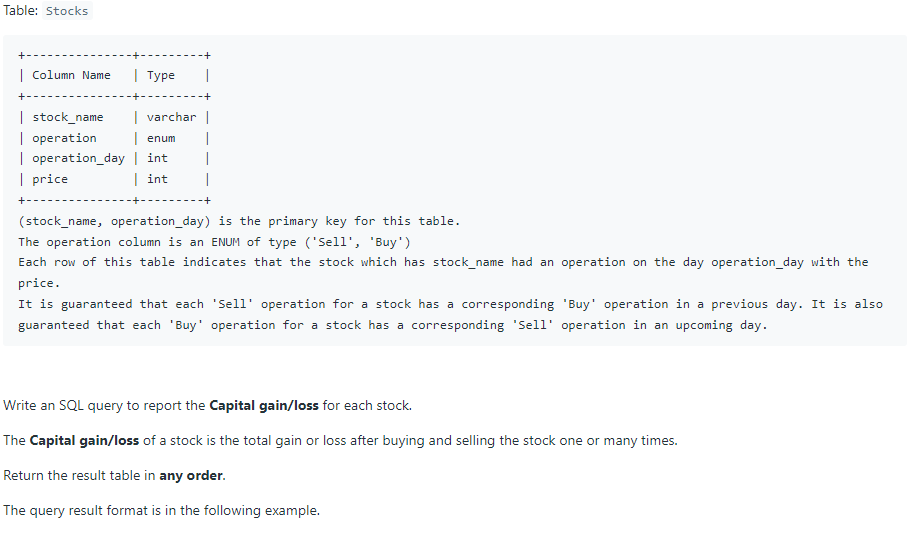 Table: Stocks
+---------------+---------+
| Column Name   | Type    |
+---------------+---------+
| stock_name    | varchar |
| operation     | enum    |
| operation_day | int     |
| price         | int     |
+---------------+---------+
(stock_name, operation_day) is the primary key for this table.
The operation column is an ENUM of type ('Sell', 'Buy')
Each row of this table indicates that the stock which has stock_name had an operation on the day operation_day with the
price.
It is guaranteed that each 'Sell' operation for a stock has a corresponding 'Buy' operation in a previous day. It is also
guaranteed that each 'Buy' operation for a stock has a corresponding 'Sell' operation in an upcoming day.
Write an SQL query to report the Capital gain/loss for each stock.
The Capital gain/loss of a stock is the total gain or loss after buying and selling the stock one or many times.
Return the result table in any order.
The query result format is in the following example.